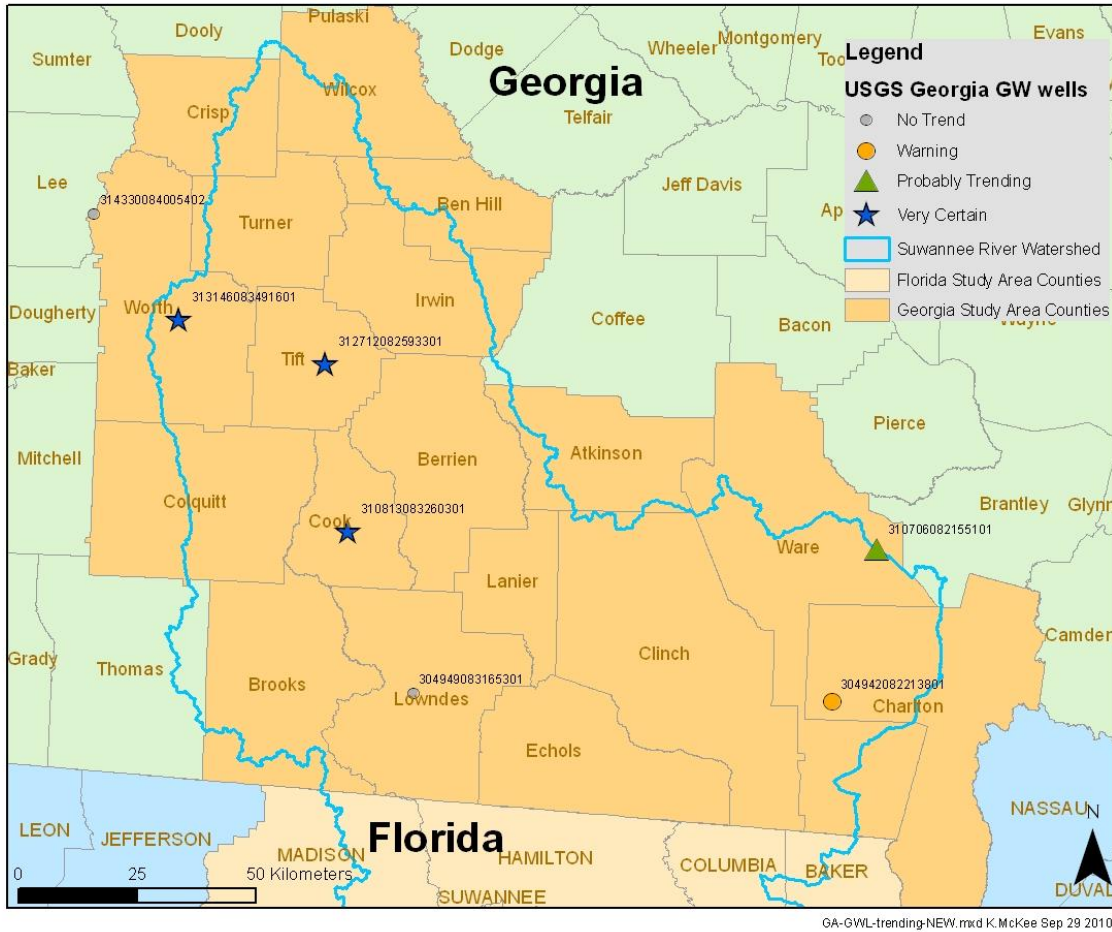 Pulaski
Dooly
Evans
Sumter
Dodge
Wheeler
Montgomery
Too
Legend
USGS Georgia GW wells
No Trend
Warning
Probably Trending
Very Certain
Suwannee River Watershed
Florida Study Area Counties
Georgia Study Area Counties
Georgia
Wilcox
Crisp
Telfair
Lee
Jeff Davis
Ap
314330084005402
Ben Hill
Turner
Irwin
Worth
313146083491601
Dougherty
Coffee
Bacon
Wayne
312712082593301
Tift
Baker
Pierce
Mitchell
Berrien
Atkinson
Colquitt
310813083260301
Cook
Brantley
Glynn
310706082155101
Ware
Lanier
Camden
Grady
Thomas
Brooks
304949083165301
Lowndes
Clinch
304942082213801
Charlton
Echols
NASSAU
N
LEON
JEFFERSON
Florida
MADISON
HAMILTON
COLUMBIA
BAKER
0 25 50 Kilometers
SUWANNEE
DUVAL
GA-GWL-trending-NEW.mxd K.McKee Sep 29 2010